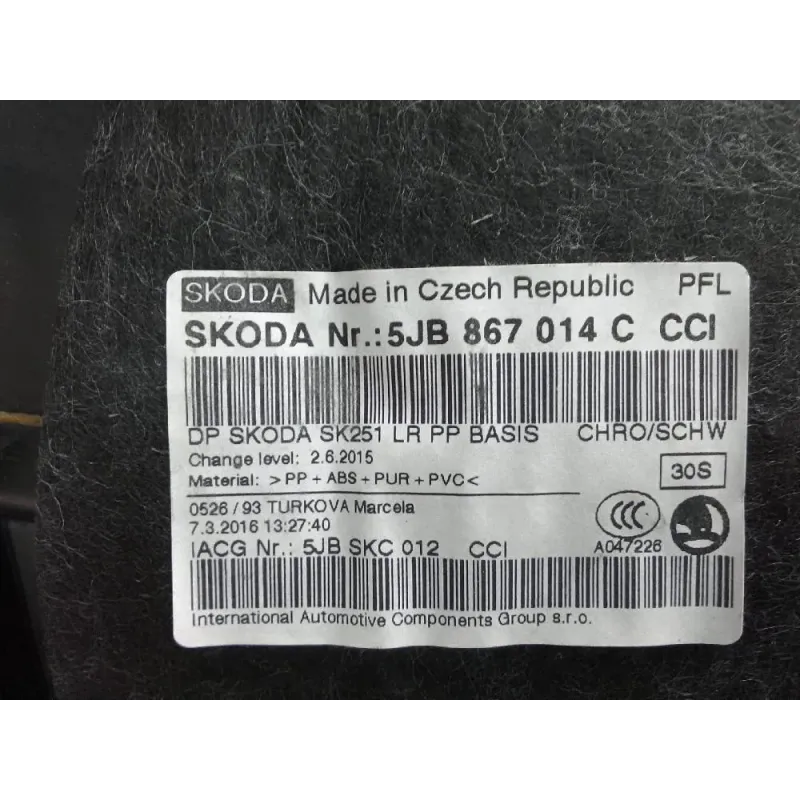 SKODA Made in Czech Republic PFL
SKODA Nr.:5JB 867 014 C CCI
DP SKODA SK251 LR PP BASIS CHRO/SCHW
Change level: 2.6.2015
Material: >PP+ABS+PUR+PVC<
30S
0526/93 TURKOVA Marcela
7.3.2016 13:27:40
CCC
IACG Nr.: 5JB SKC 012 CCI
A047226
International Automotive Components Group s.r.o.